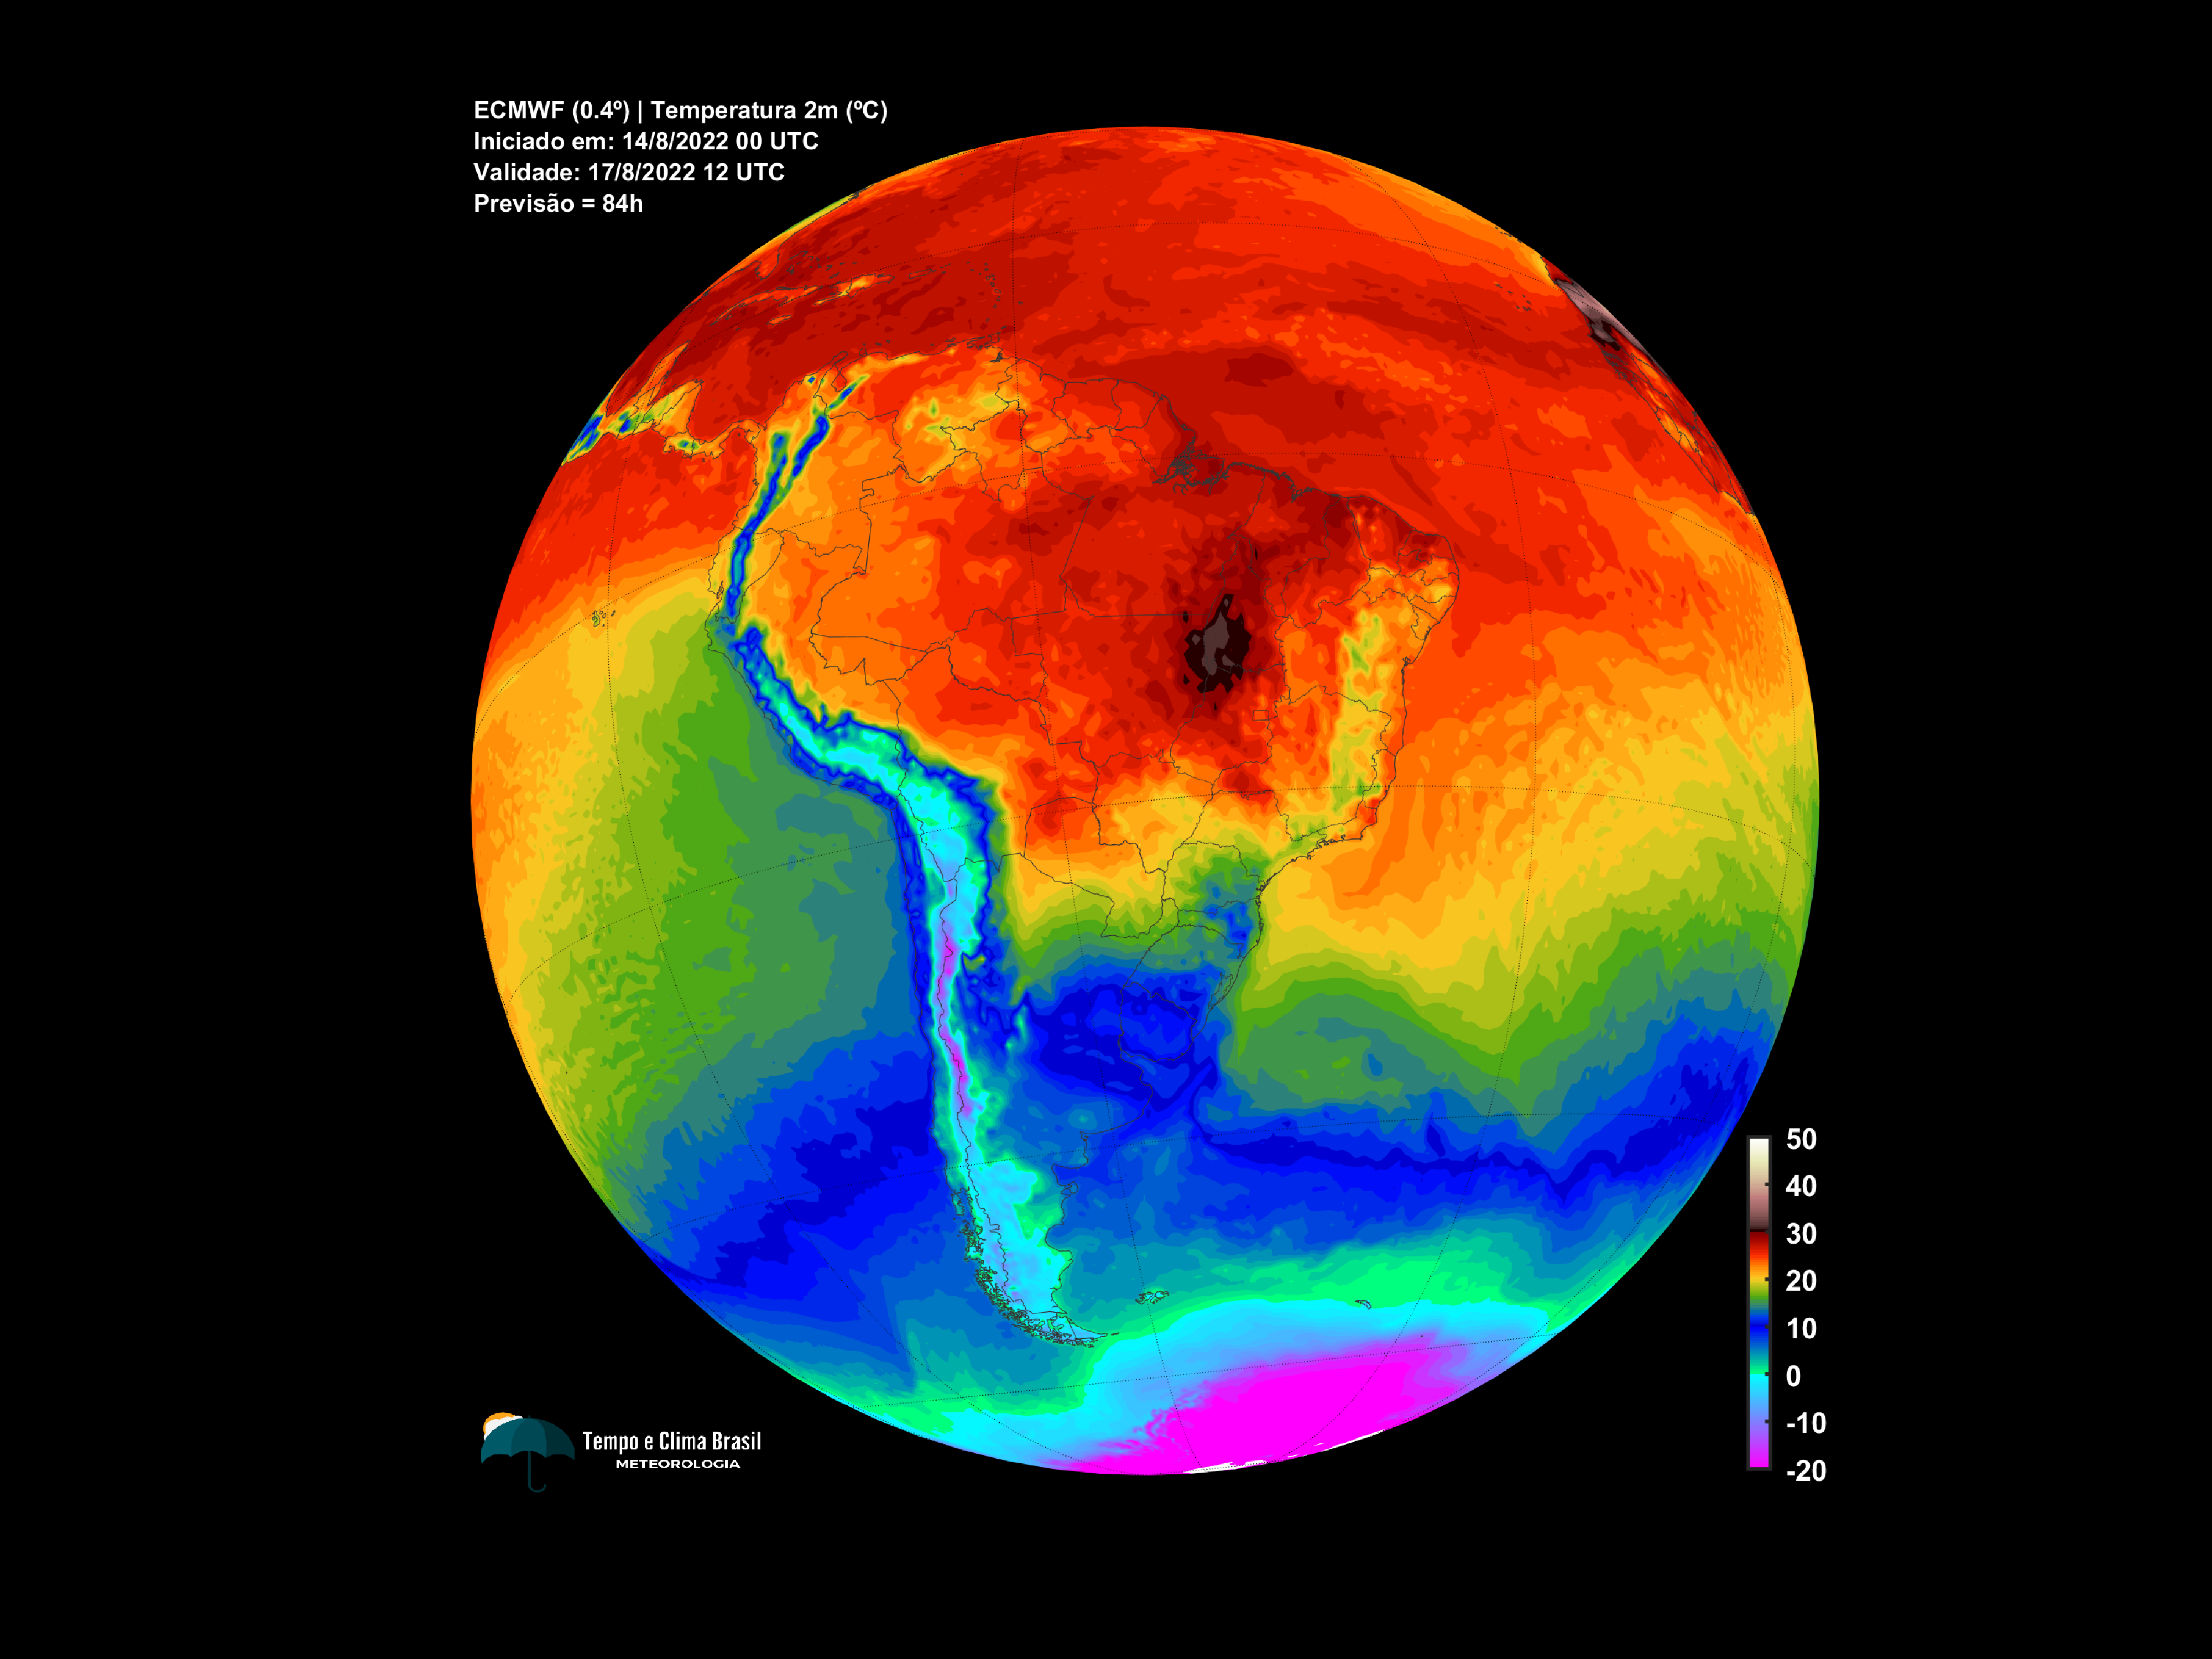 ECMWF (0.4º) | Temperatura 2m (ºC)
Iniciado em: 14/8/2022 00 UTC
Validade: 17/8/2022 12 UTC
Previsão = 84h
50
40
30
20
10
0
-10
-20
Tempo e Clima Brasil
METEOROLOGIA